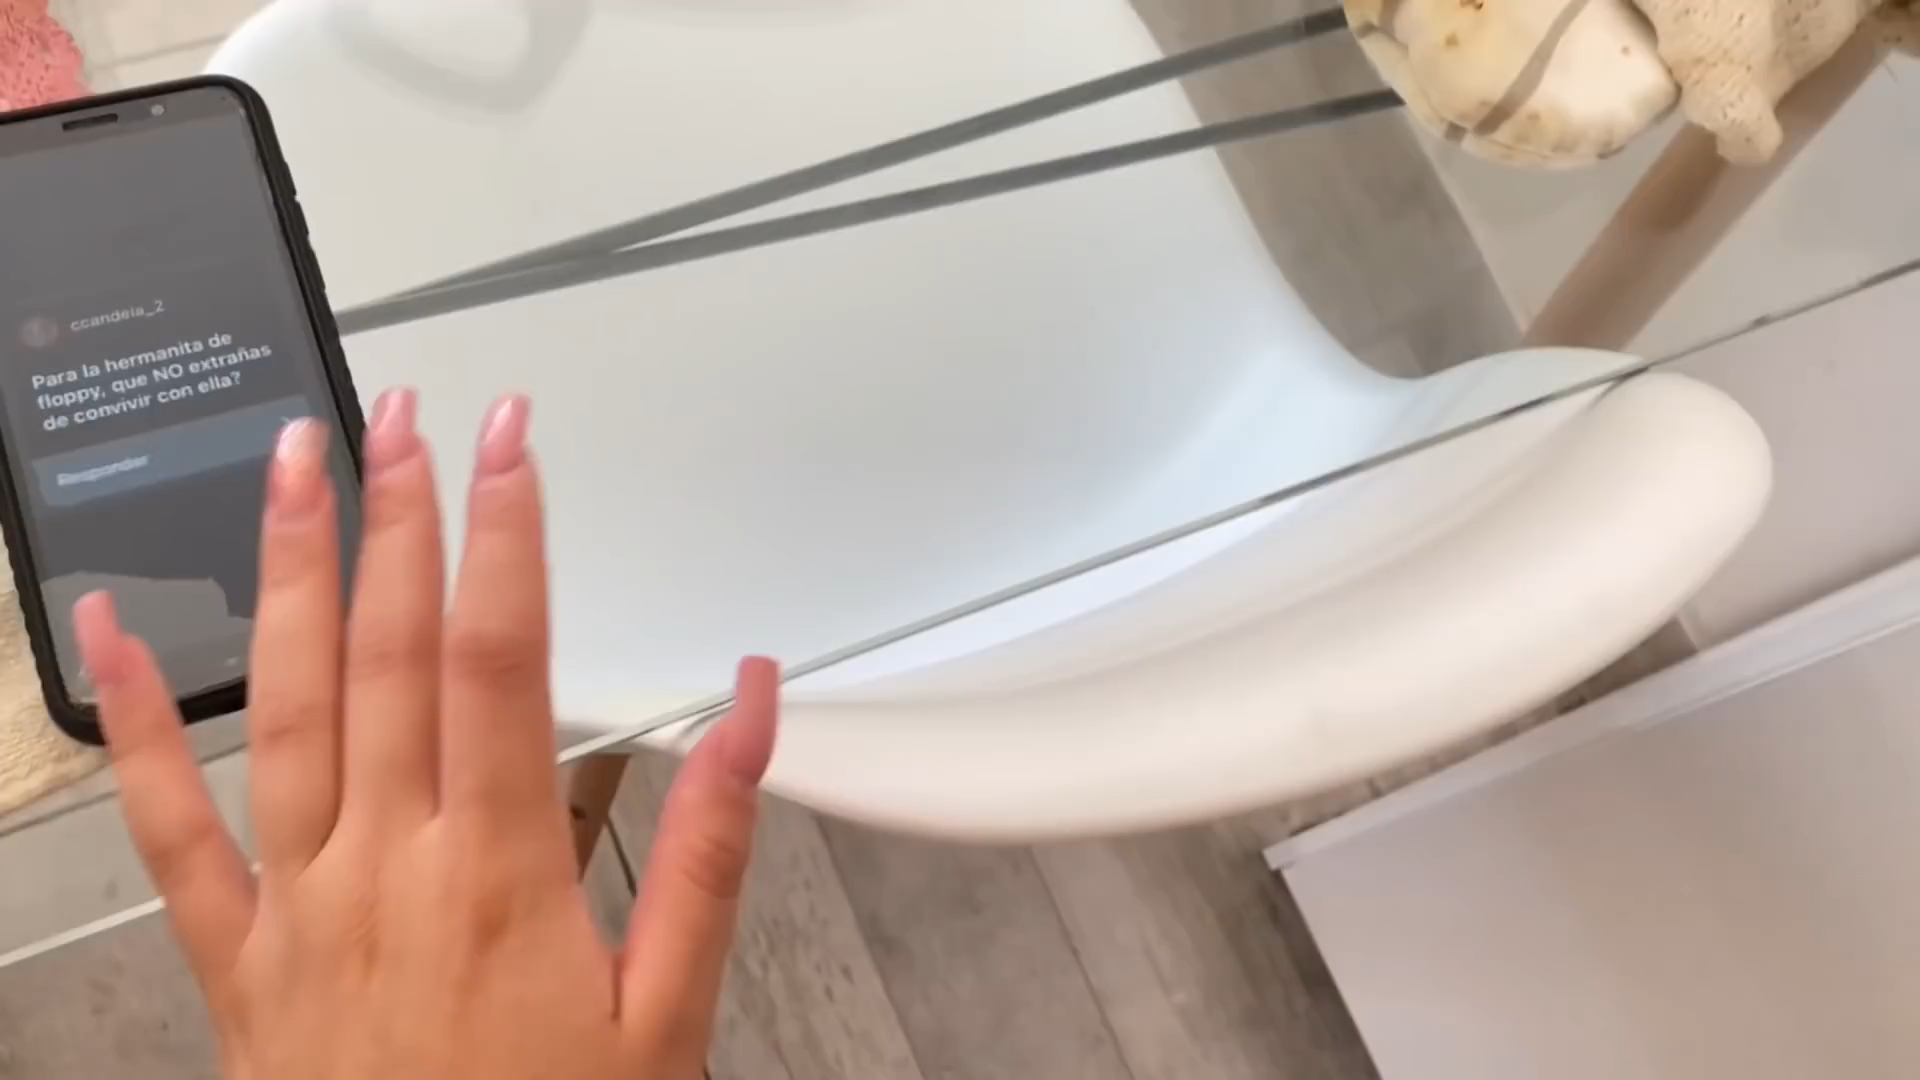 ccandela_2
Para la hermanita de
floppy, que NO extrañas
de convivir con ella?
Responder